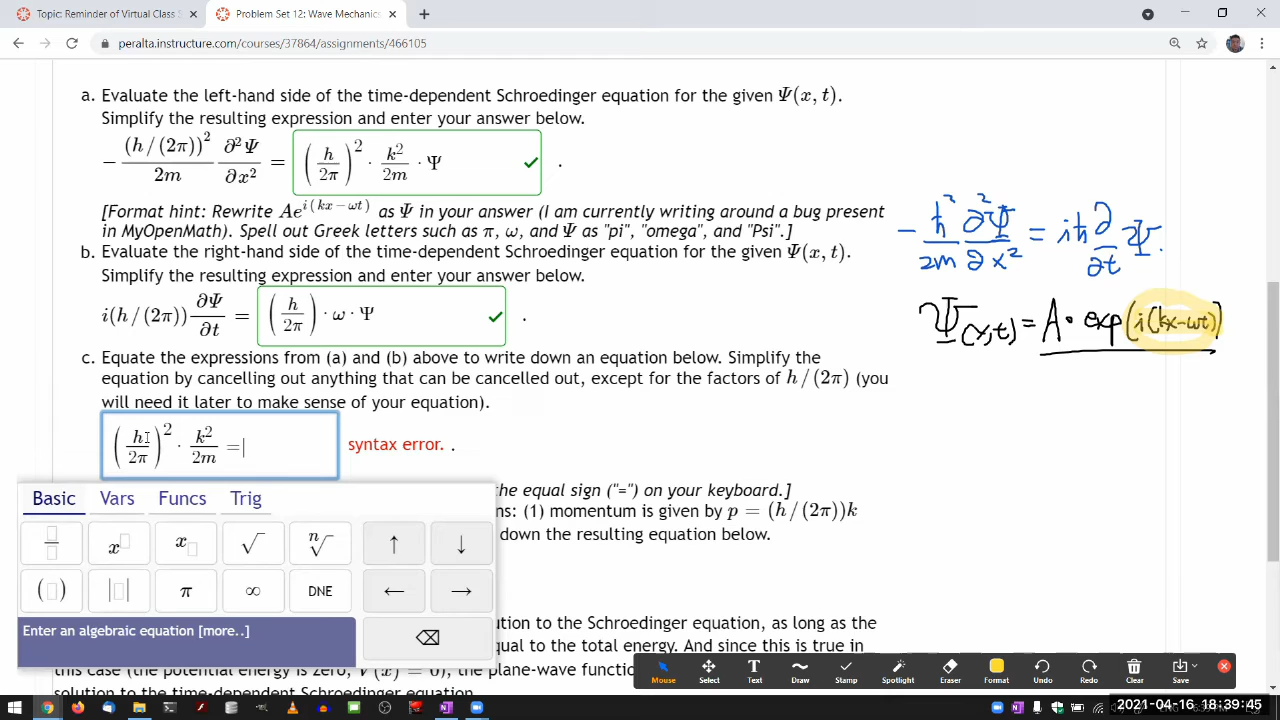 Topic: Reminder of Virtual Class S
Problem Set 12: Wave Mechanics
peralta.instructure.com/courses/37864/assignments/466105
a. Evaluate the left-hand side of the time-dependent Schroedinger equation for the given Ψ(x, t).
Simplify the resulting expression and enter your answer below.
− (h/(2π))² / 2m ∂²Ψ / ∂x² = (h / 2π)² · k² / 2m · Ψ .
[Format hint: Rewrite Ae^{i(kx−ωt)} as Ψ in your answer (I am currently writing around a bug present
in MyOpenMath). Spell out Greek letters such as π, ω, and Ψ as "pi", "omega", and "Psi".]
b. Evaluate the right-hand side of the time-dependent Schroedinger equation for the given Ψ(x, t).
Simplify the resulting expression and enter your answer below.
i(h/(2π)) ∂Ψ / ∂t = (h / 2π) · ω · Ψ .
c. Equate the expressions from (a) and (b) above to write down an equation below. Simplify the
equation by cancelling out anything that can be cancelled out, except for the factors of h/(2π) (you
will need it later to make sense of your equation).
(h / 2π)² · k² / 2m = syntax error. .
the equal sign ("=") on your keyboard.]
ns: (1) momentum is given by p = (h/(2π))k
down the resulting equation below.
ution to the Schroedinger equation, as long as the
qual to the total energy. And since this is true in
this case (the potential energy is zero, V(x) = 0), the plane-wave functio
solution to the time-dependent Schroedinger equation.
− ħ² / 2m ∂²Ψ / ∂x² = iħ ∂ / ∂t Ψ.
Ψ(x,t) = A · exp(i(kx−ωt))
Basic Vars Funcs Trig
x x √ n√ ↑ ↓
(□) |□| π ∞ DNE ← →
Enter an algebraic equation [more..]
Mouse Select Text Draw Stamp Spotlight Eraser Format Undo Redo Clear Save
2021-04-16 18:39:45